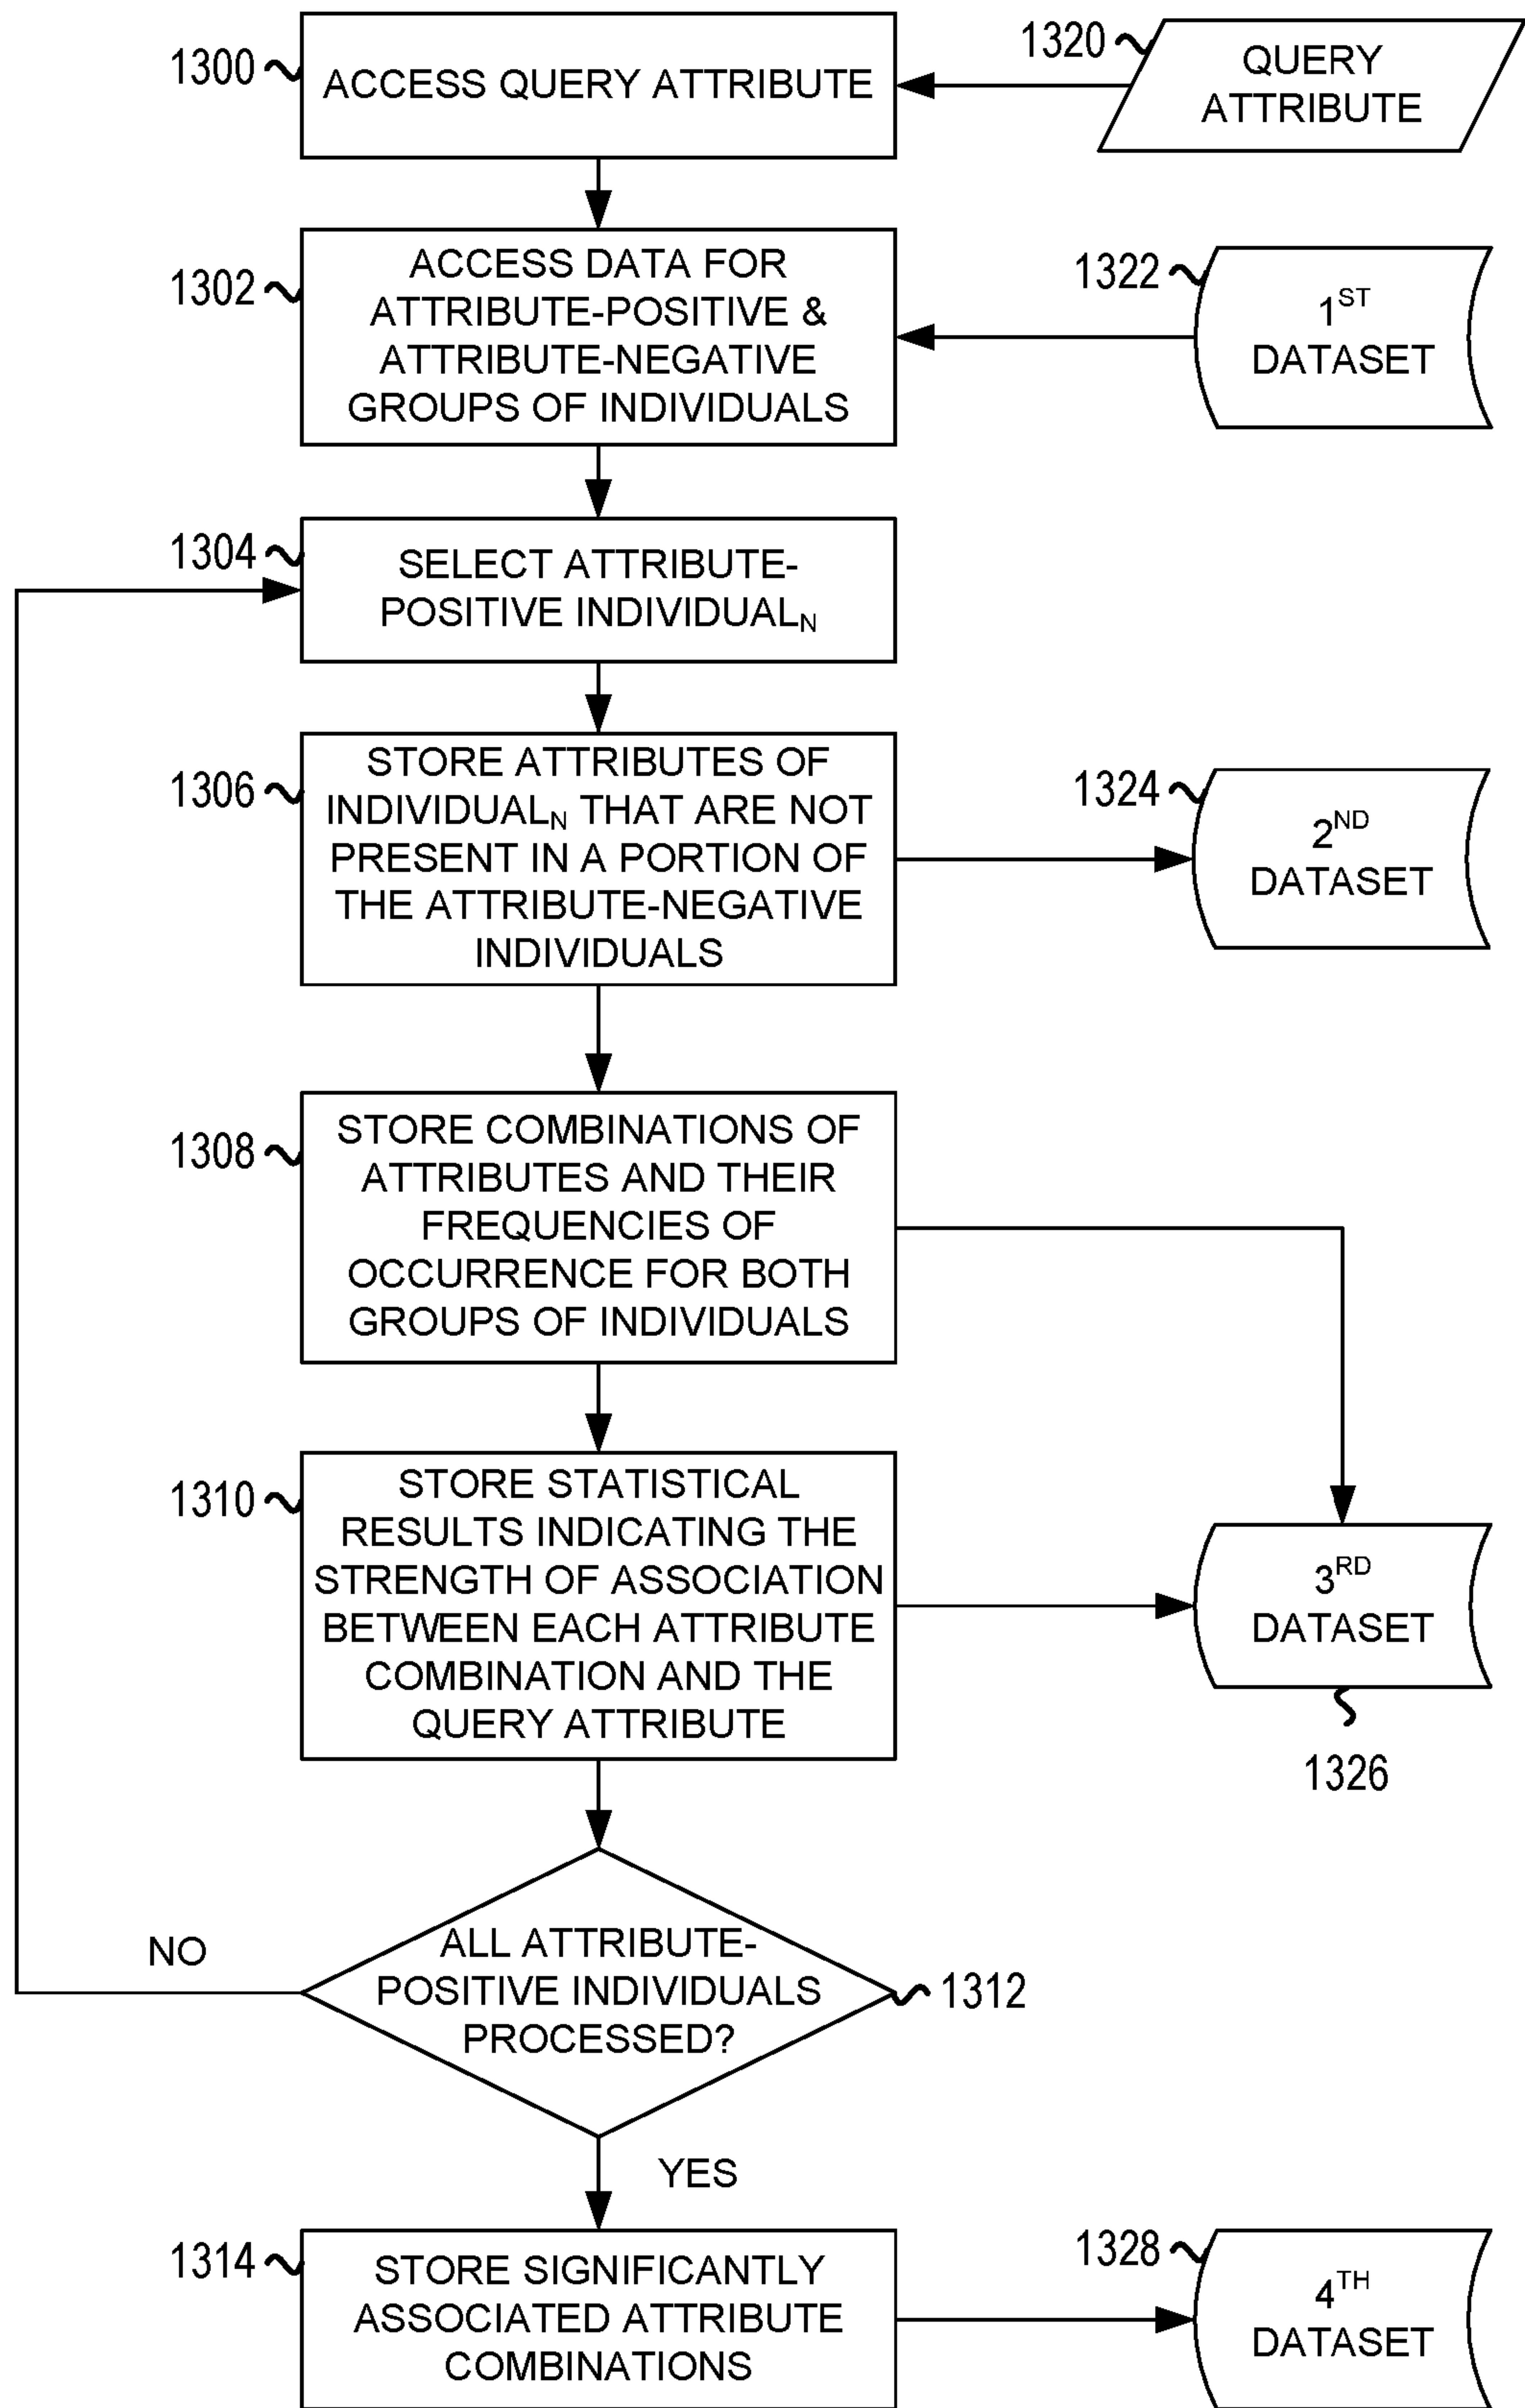 1300
ACCESS QUERY ATTRIBUTE
1320
QUERY
ATTRIBUTE
1302
ACCESS DATA FOR
ATTRIBUTE-POSITIVE &
ATTRIBUTE-NEGATIVE
GROUPS OF INDIVIDUALS
1322
1ST
DATASET
1304
SELECT ATTRIBUTE-
POSITIVE INDIVIDUALN
1306
STORE ATTRIBUTES OF
INDIVIDUALN THAT ARE NOT
PRESENT IN A PORTION OF
THE ATTRIBUTE-NEGATIVE
INDIVIDUALS
1324
2ND
DATASET
1308
STORE COMBINATIONS OF
ATTRIBUTES AND THEIR
FREQUENCIES OF
OCCURRENCE FOR BOTH
GROUPS OF INDIVIDUALS
1310
STORE STATISTICAL
RESULTS INDICATING THE
STRENGTH OF ASSOCIATION
BETWEEN EACH ATTRIBUTE
COMBINATION AND THE
QUERY ATTRIBUTE
3RD
DATASET
1326
NO
ALL ATTRIBUTE-
POSITIVE INDIVIDUALS
PROCESSED?
1312
YES
1314
STORE SIGNIFICANTLY
ASSOCIATED ATTRIBUTE
COMBINATIONS
1328
4TH
DATASET